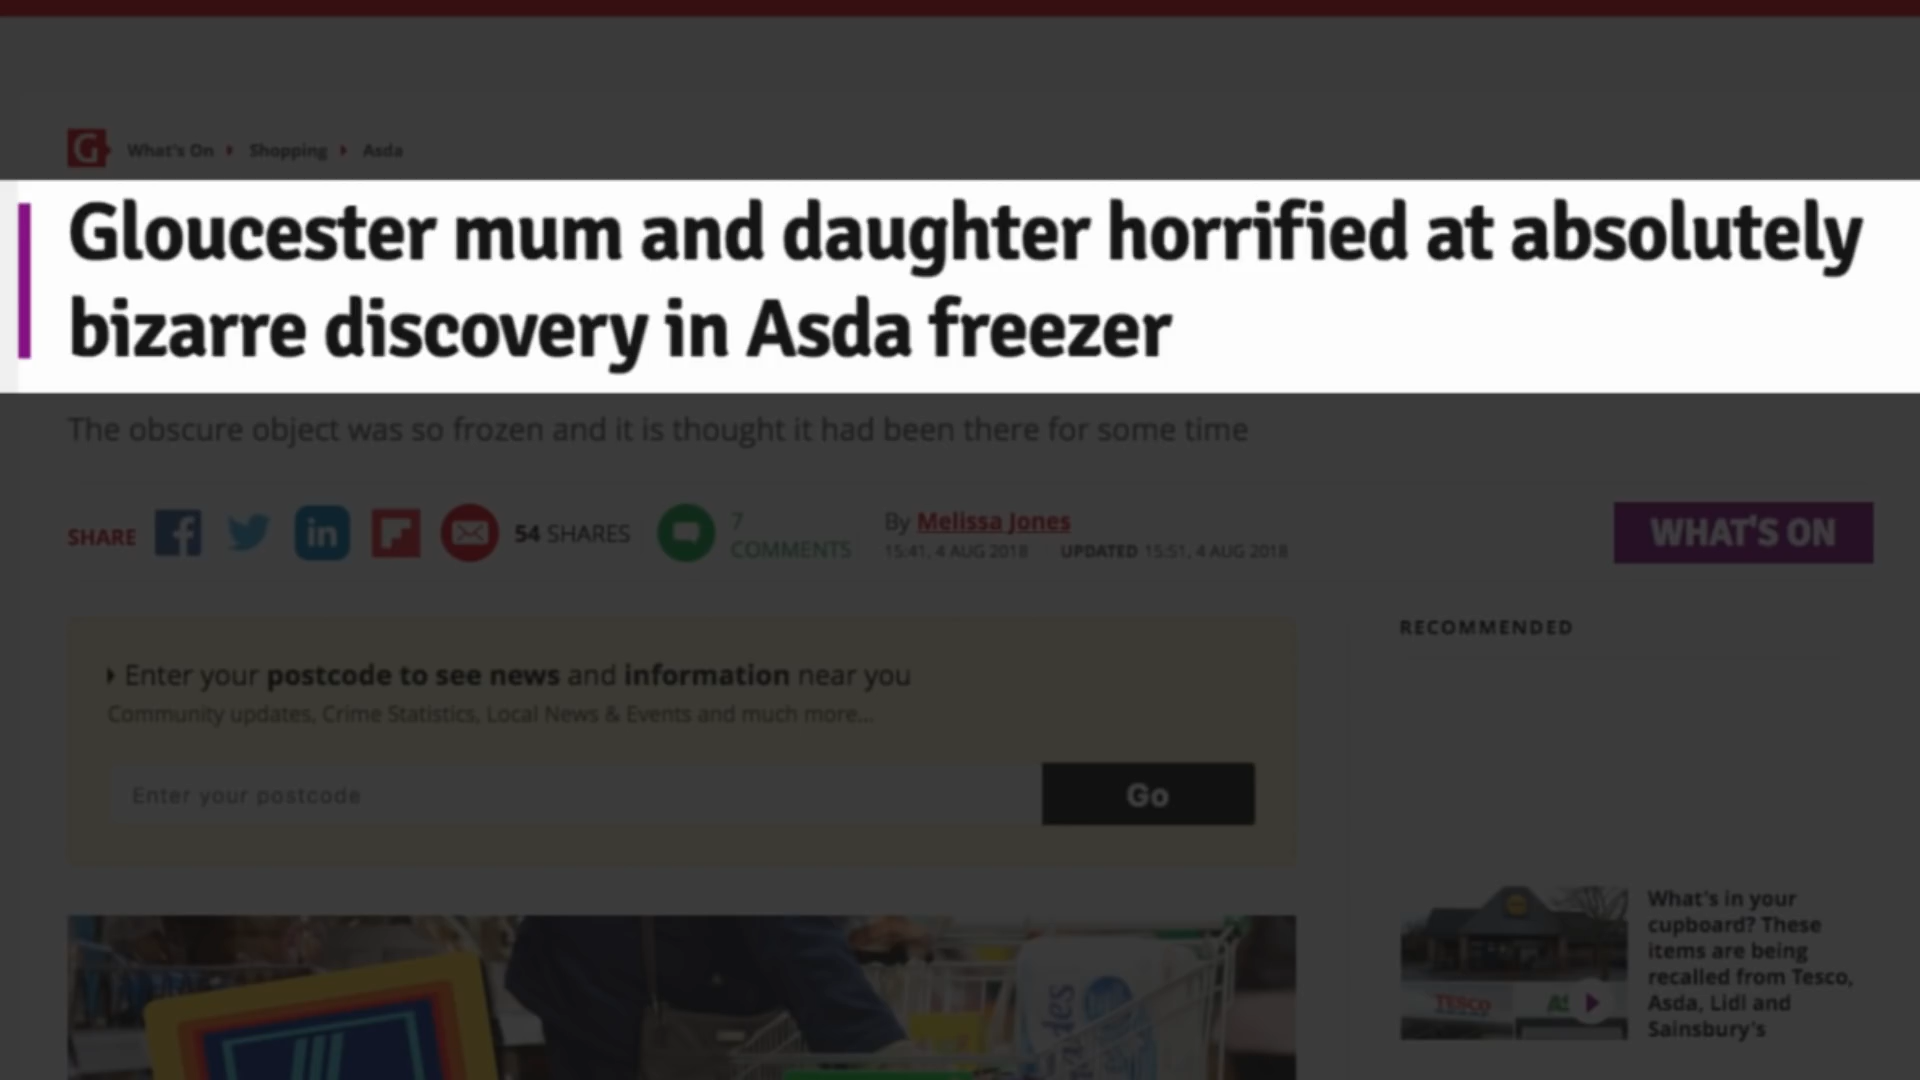 G What's On Shopping Asda
Gloucester mum and daughter horrified at absolutely
bizarre discovery in Asda freezer
The obscure object was so frozen and it is thought it had been there for some time
SHARE f in 54 SHARES 7 COMMENTS
By Melissa Jones
15:41, 4 AUG 2018 UPDATED 15:51, 4 AUG 2018
WHAT'S ON
Enter your postcode to see news and information near you
Community updates, Crime Statistics, Local News & Events and much more...
Enter your postcode
Go
RECOMMENDED
What's in your
cupboard? These
items are being
recalled from Tesco,
Asda, Lidl and
Sainsbury's
TESCO